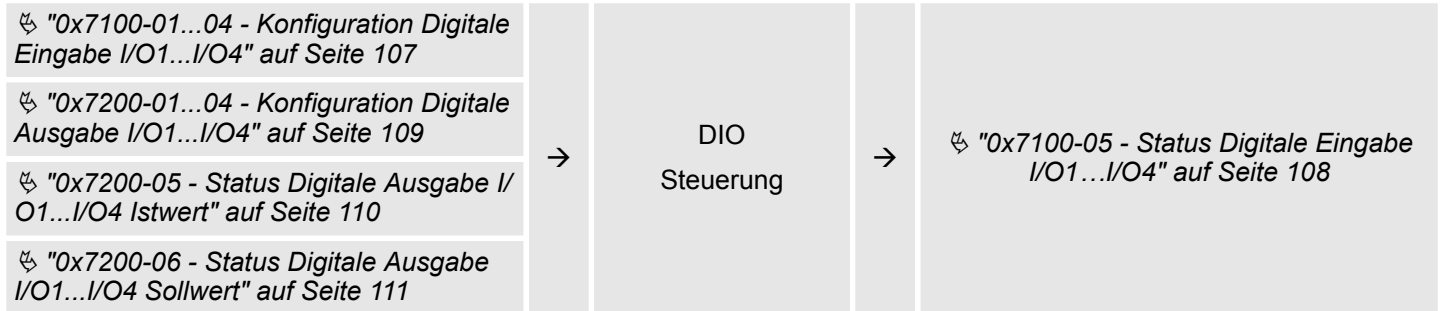 ⮱ "0x7100-01...04 - Konfiguration Digitale
Eingabe I/O1...I/O4" auf Seite 107
⮱ "0x7200-01...04 - Konfiguration Digitale
Ausgabe I/O1...I/O4" auf Seite 109
⮱ "0x7200-05 - Status Digitale Ausgabe I/
O1...I/O4 Istwert" auf Seite 110
⮱ "0x7200-06 - Status Digitale Ausgabe
I/O1...I/O4 Sollwert" auf Seite 111
→
DIO
Steuerung
→
⮱ "0x7100-05 - Status Digitale Eingabe
I/O1…I/O4" auf Seite 108